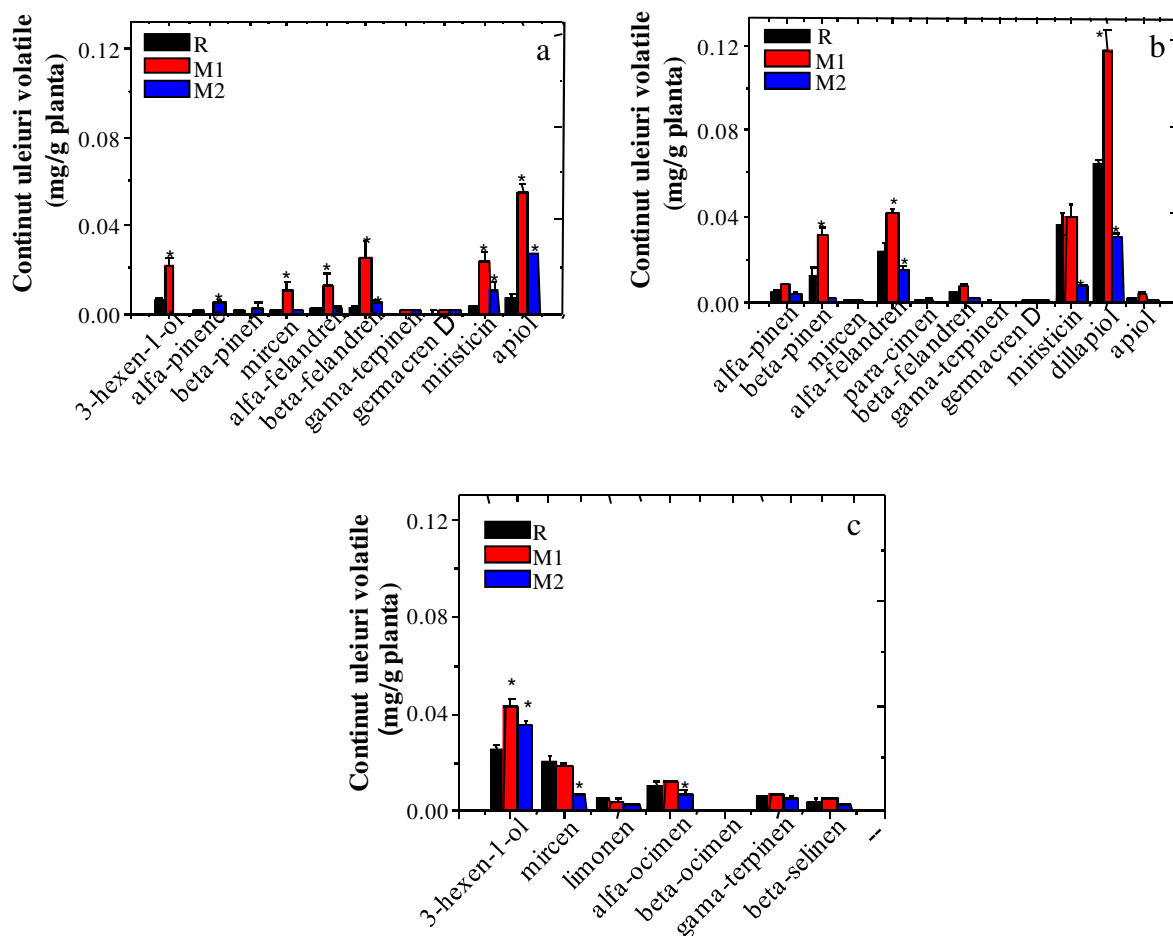 Continut uleiuri volatile
(mg/g planta)
0.12
0.08
0.04
0.00
R
M1
M2
a
*
*
*
*
*
*
*
*
*
*
3-hexen-1-ol
alfa-pinene
beta-pinen
mircen
alfa-felandren
beta-felandren
gama-terpinen
germacren D
miristicin
apiol
Continut uleiuri volatile
(mg/g planta)
0.12
0.08
0.04
0.00
R
M1
M2
b
*
*
*
*
*
*
alfa-pinen
beta-pinen
mircen
alfa-felandren
para-cimen
beta-felandren
gama-terpinen
germacren D
miristicin
dillapiol
apiol
Continut uleiuri volatile
(mg/g planta)
0.12
0.08
0.04
0.00
R
M1
M2
c
*
*
*
*
3-hexen-1-ol
mircen
limonen
alfa-ocimen
beta-ocimen
gama-terpinen
beta-selinen
--